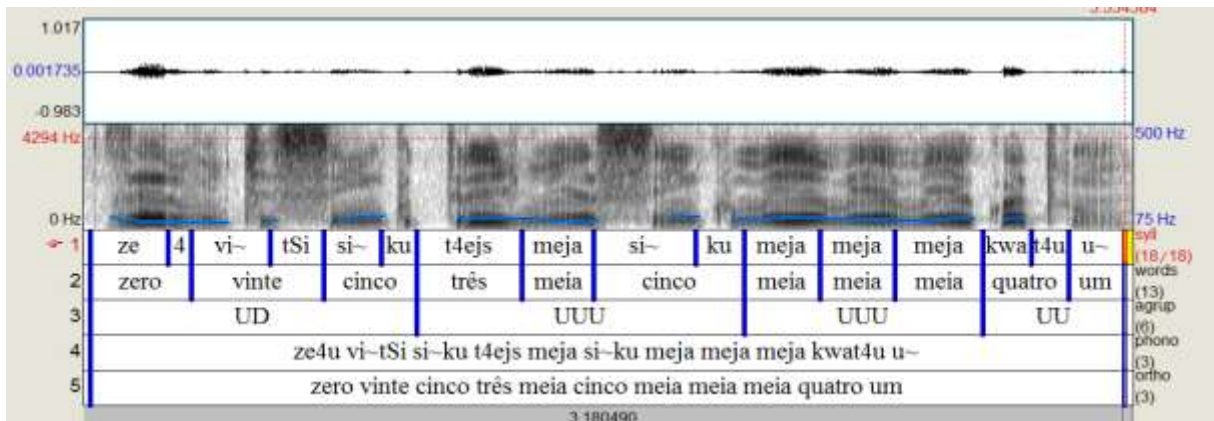 1.017
0.001735
-0.983
4294 Hz 500 Hz
0 Hz 75 Hz
1 ze 4 vi~ tSi si~ ku t4ejs meja si~ ku meja meja meja kwa t4u u~ syll (18/18)
2 zero vinte cinco três meia cinco meia meia meia quatro um words (13)
3 UD UUU UUU UU agrup (6)
4 ze4u vi~tSi si~ku t4ejs meja si~ku meja meja meja kwat4u u~ phono (3)
5 zero vinte cinco três meia cinco meia meia meia quatro um ortho (3)
3.180490